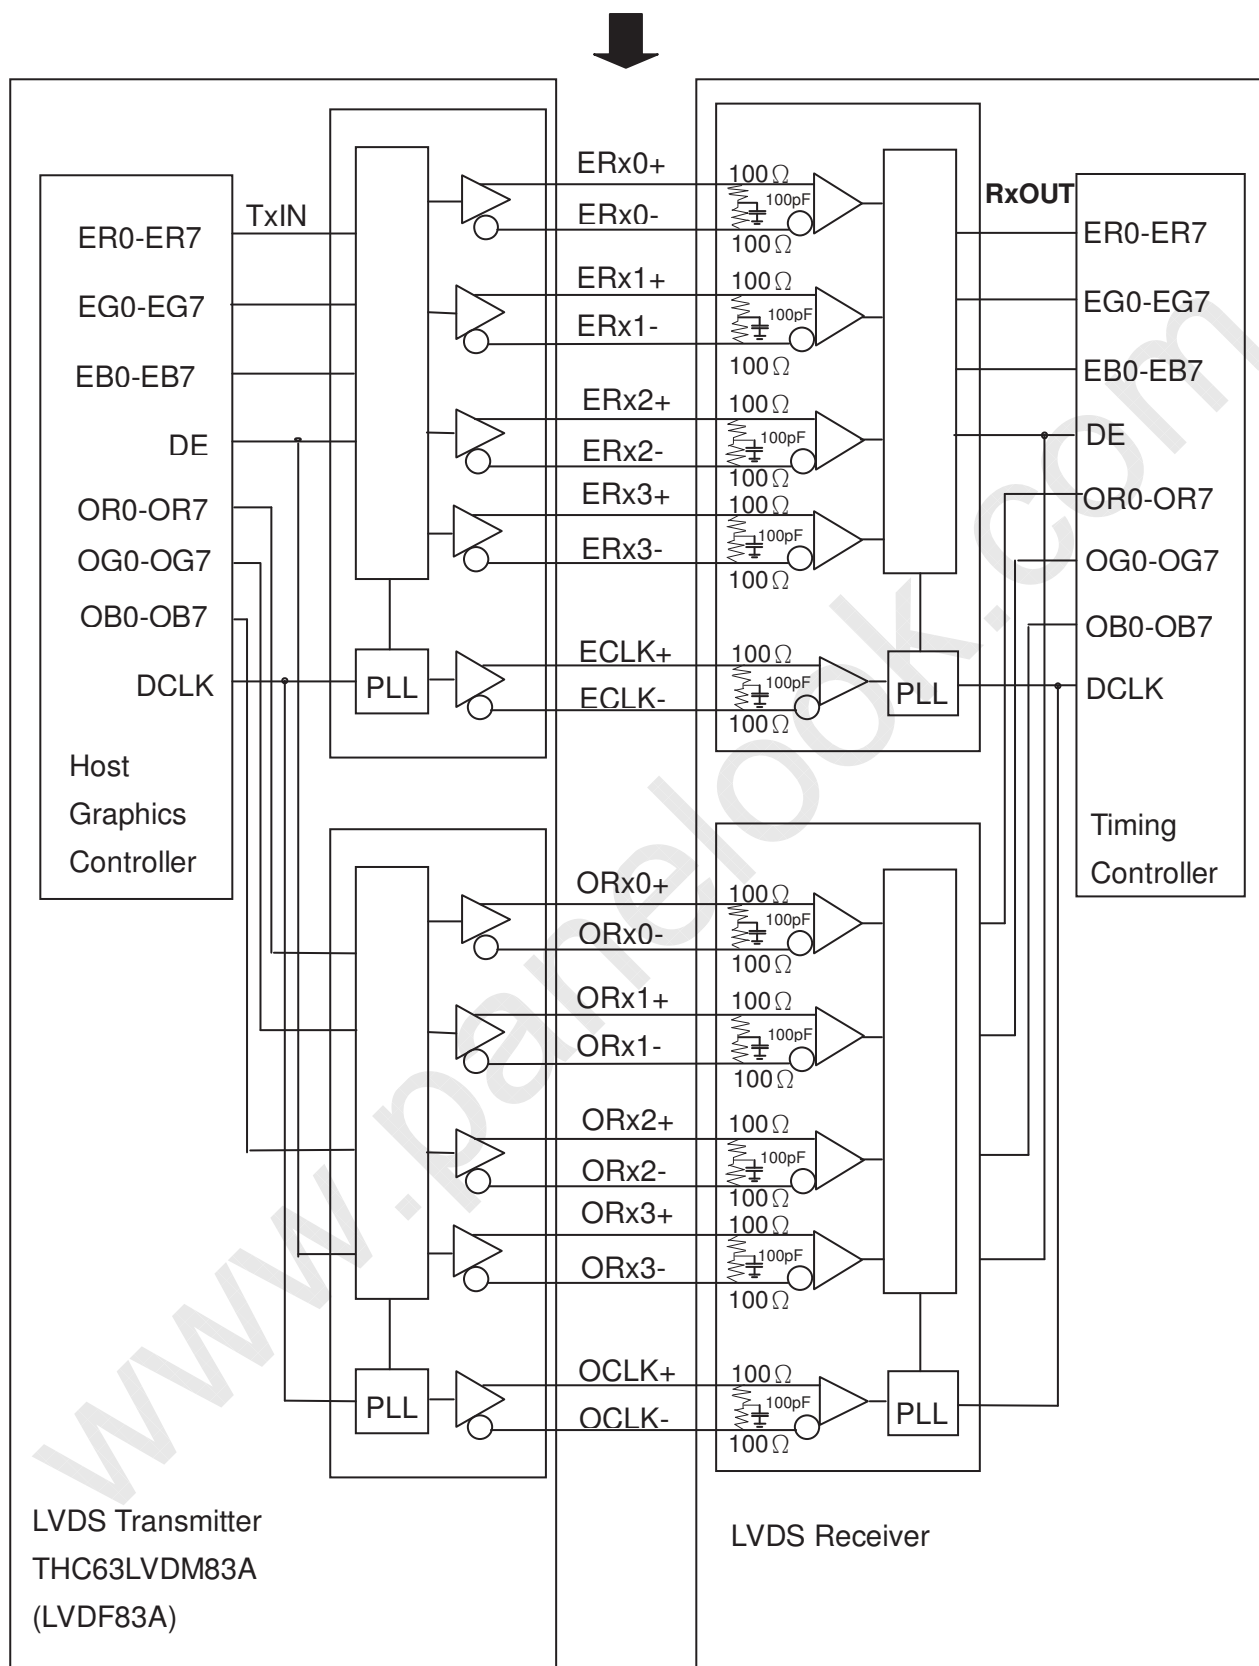 TxIN
ER0-ER7
EG0-EG7
EB0-EB7
DE
OR0-OR7
OG0-OG7
OB0-OB7
DCLK
Host
Graphics
Controller
PLL
ERx0+
ERx0-
ERx1+
ERx1-
ERx2+
ERx2-
ERx3+
ERx3-
ECLK+
ECLK-
100Ω
100pF
100Ω
100Ω
100pF
100Ω
100Ω
100pF
100Ω
100Ω
100pF
100Ω
100Ω
100pF
100Ω
PLL
RxOUT
ER0-ER7
EG0-EG7
EB0-EB7
DE
OR0-OR7
OG0-OG7
OB0-OB7
DCLK
Timing
Controller
PLL
ORx0+
ORx0-
ORx1+
ORx1-
ORx2+
ORx2-
ORx3+
ORx3-
OCLK+
OCLK-
100Ω
100pF
100Ω
100Ω
100pF
100Ω
100Ω
100pF
100Ω
100Ω
100pF
100Ω
100Ω
100pF
100Ω
PLL
LVDS Transmitter
THC63LVDM83A
(LVDF83A)
LVDS Receiver
www.panelook.com